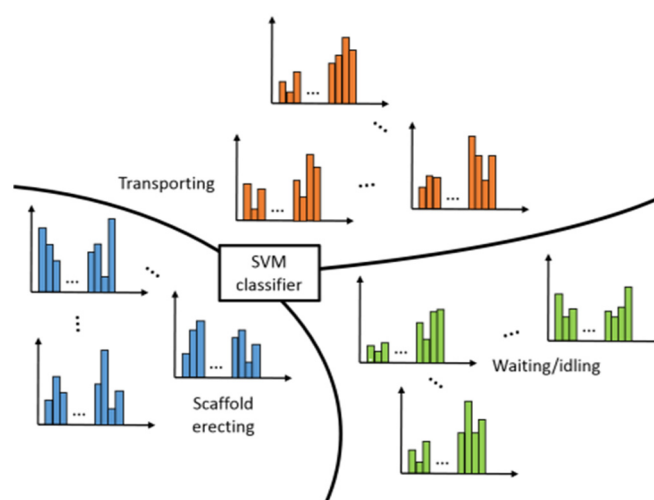 Transporting
SVM
classifier
Waiting/idling
Scaffold
erecting